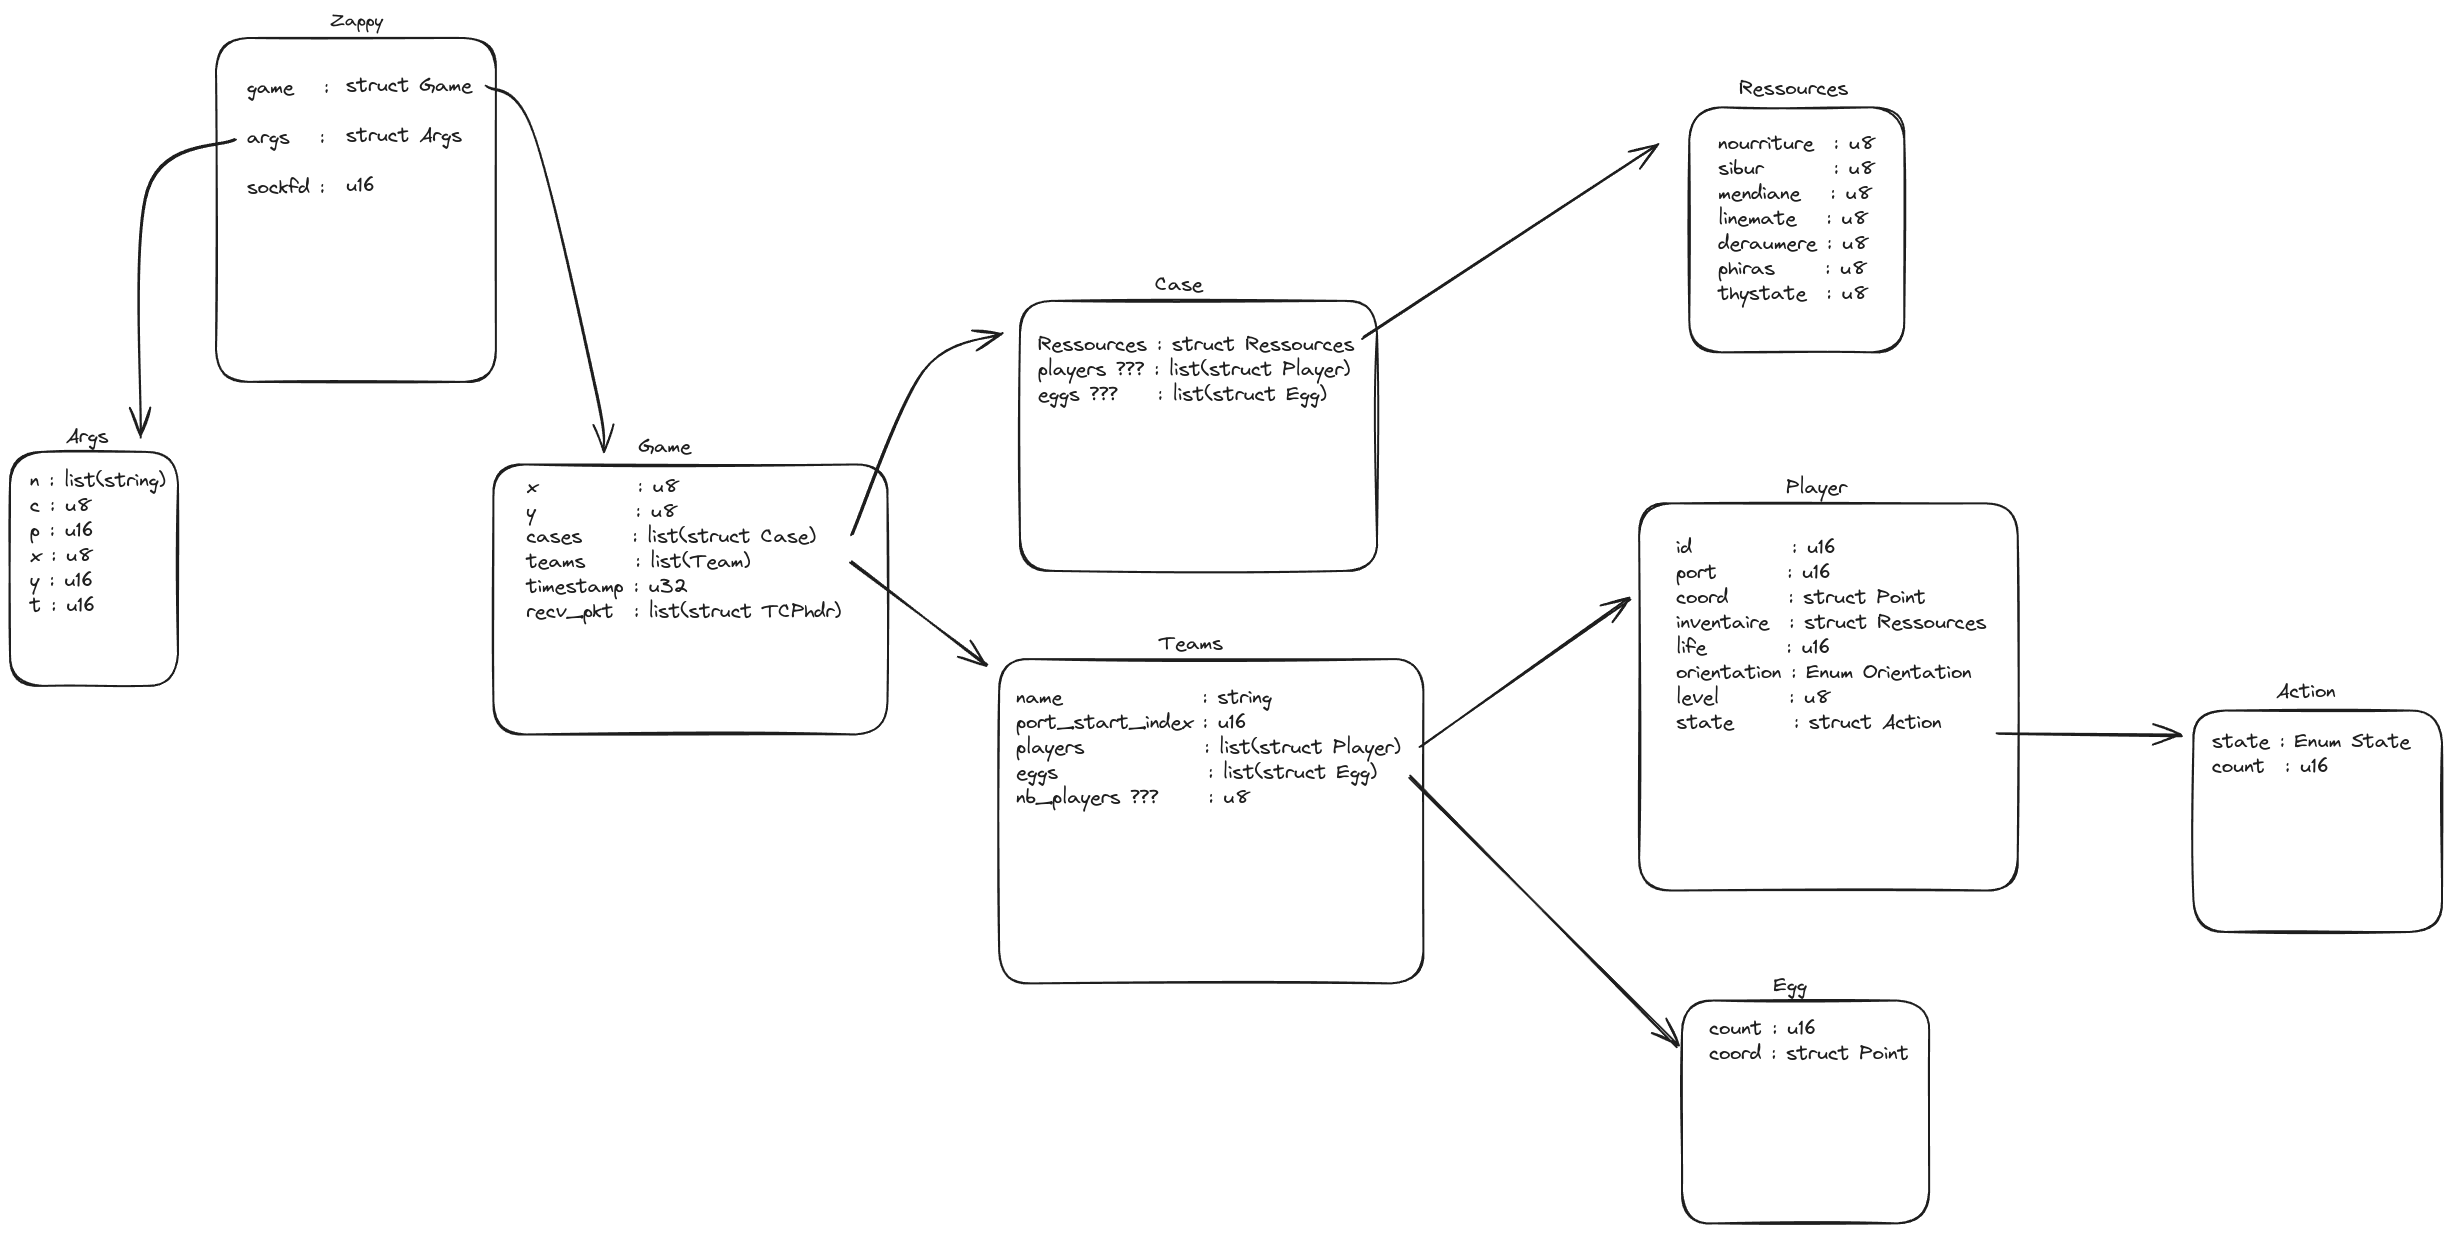 Zappy
game : struct Game
args : struct Args
sockfd : u16
Args
n : list(string)
c : u8
p : u16
x : u8
y : u16
t : u16
Game
x : u8
y : u8
cases : list(struct Case)
teams : list(Team)
timestamp : u32
recv_pkt : list(struct TCPhdr)
Case
Ressources : struct Ressources
players ??? : list(struct Player)
eggs ??? : list(struct Egg)
Ressources
nourriture : u8
sibur : u8
mendiane : u8
linemate : u8
deraumere : u8
phiras : u8
thystate : u8
Teams
name : string
port_start_index : u16
players : list(struct Player)
eggs : list(struct Egg)
nb_players ??? : u8
Player
id : u16
port : u16
coord : struct Point
inventaire : struct Ressources
life : u16
orientation : Enum Orientation
level : u8
state : struct Action
Action
state : Enum State
count : u16
Egg
count : u16
coord : struct Point